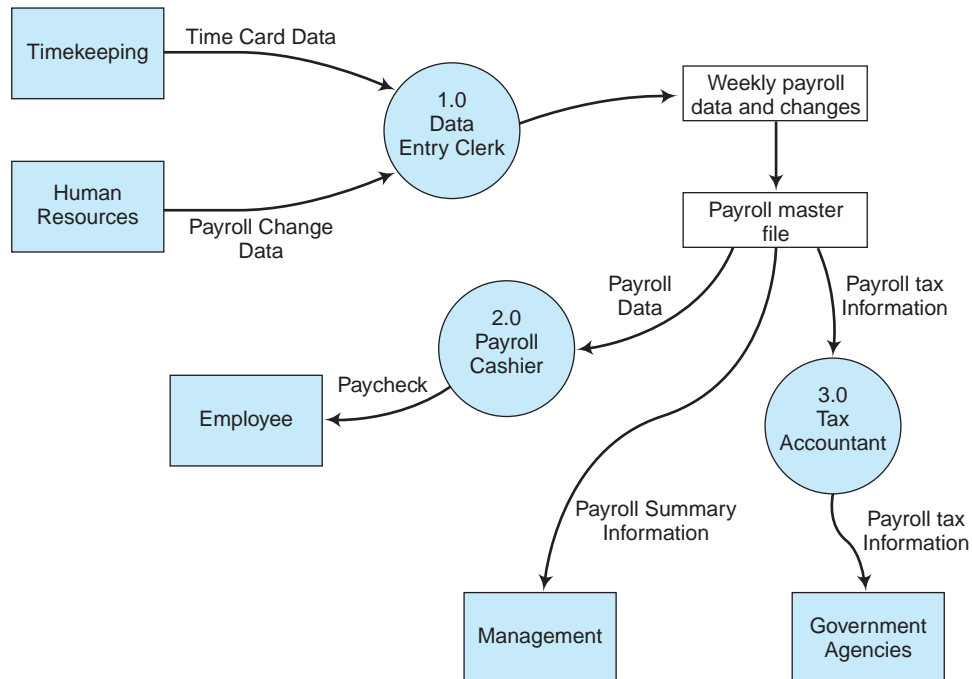 Timekeeping
Time Card Data
1.0
Data
Entry Clerk
Weekly payroll
data and changes
Human
Resources
Payroll Change
Data
Payroll master
file
Payroll
Data
Payroll tax
Information
2.0
Payroll
Cashier
Paycheck
Employee
3.0
Tax
Accountant
Payroll Summary
Information
Payroll tax
Information
Management
Government
Agencies